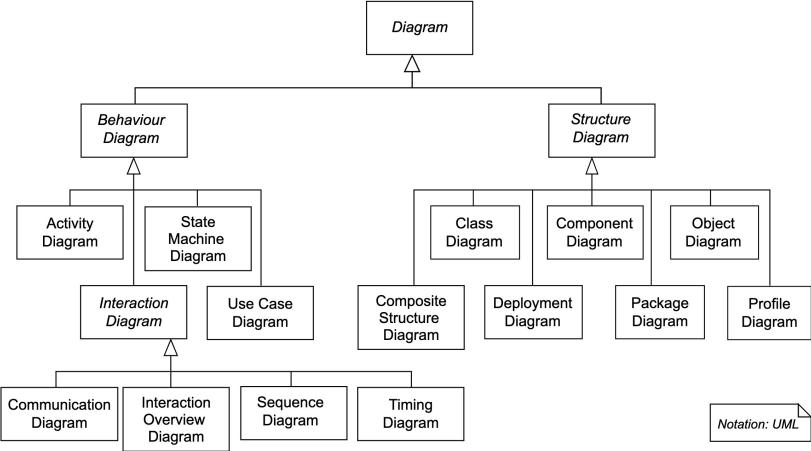 Diagram
Behaviour
Diagram
Structure
Diagram
Activity
Diagram
State
Machine
Diagram
Class
Diagram
Component
Diagram
Object
Diagram
Interaction
Diagram
Use Case
Diagram
Composite
Structure
Diagram
Deployment
Diagram
Package
Diagram
Profile
Diagram
Communication
Diagram
Interaction
Overview
Diagram
Sequence
Diagram
Timing
Diagram
Notation: UML